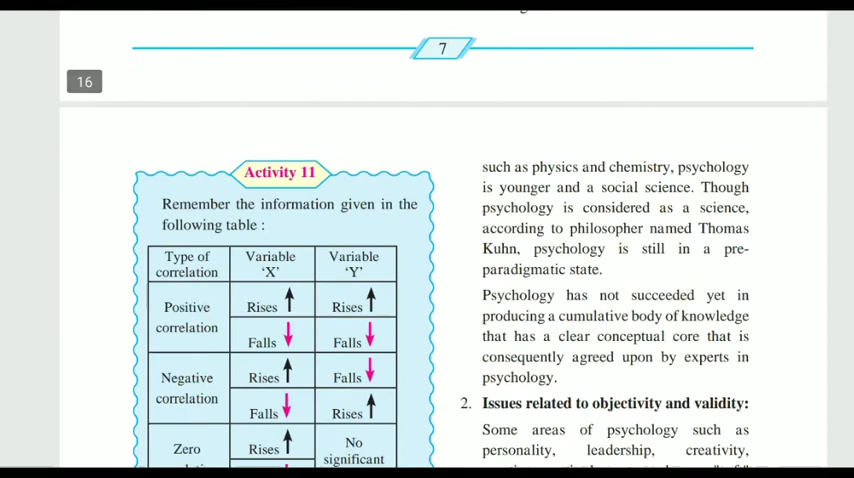 7
16
Activity 11
Remember the information given in the
following table :
Type of correlation Variable 'X' Variable 'Y'
Positive correlation Rises Rises
Falls Falls
Negative correlation Rises Falls
Falls Rises
Zero Rises No significant
such as physics and chemistry, psychology
is younger and a social science. Though
psychology is considered as a science,
according to philosopher named Thomas
Kuhn, psychology is still in a pre-
paradigmatic state.
Psychology has not succeeded yet in
producing a cumulative body of knowledge
that has a clear conceptual core that is
consequently agreed upon by experts in
psychology.
2. Issues related to objectivity and validity:
Some areas of psychology such as
personality, leadership, creativity,